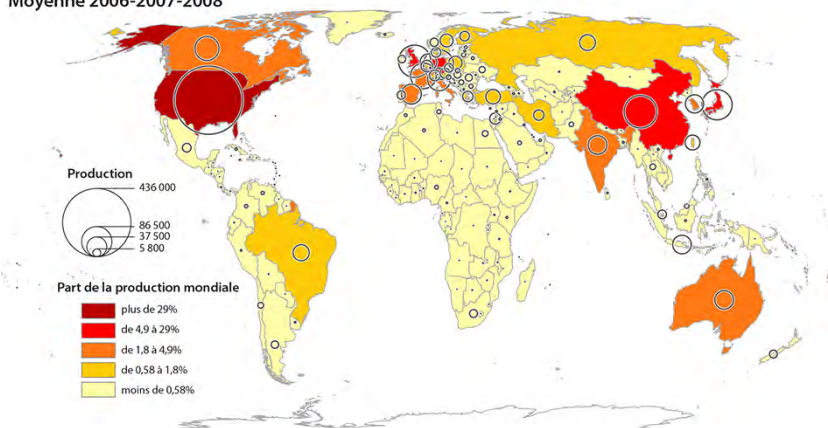 Moyenne 2006-2007-2008
Production
436 000
86 500
37 500
5 800
Part de la production mondiale
plus de 29%
de 4,9 à 29%
de 1,8 à 4,9%
de 0,58 à 1,8%
moins de 0,58%